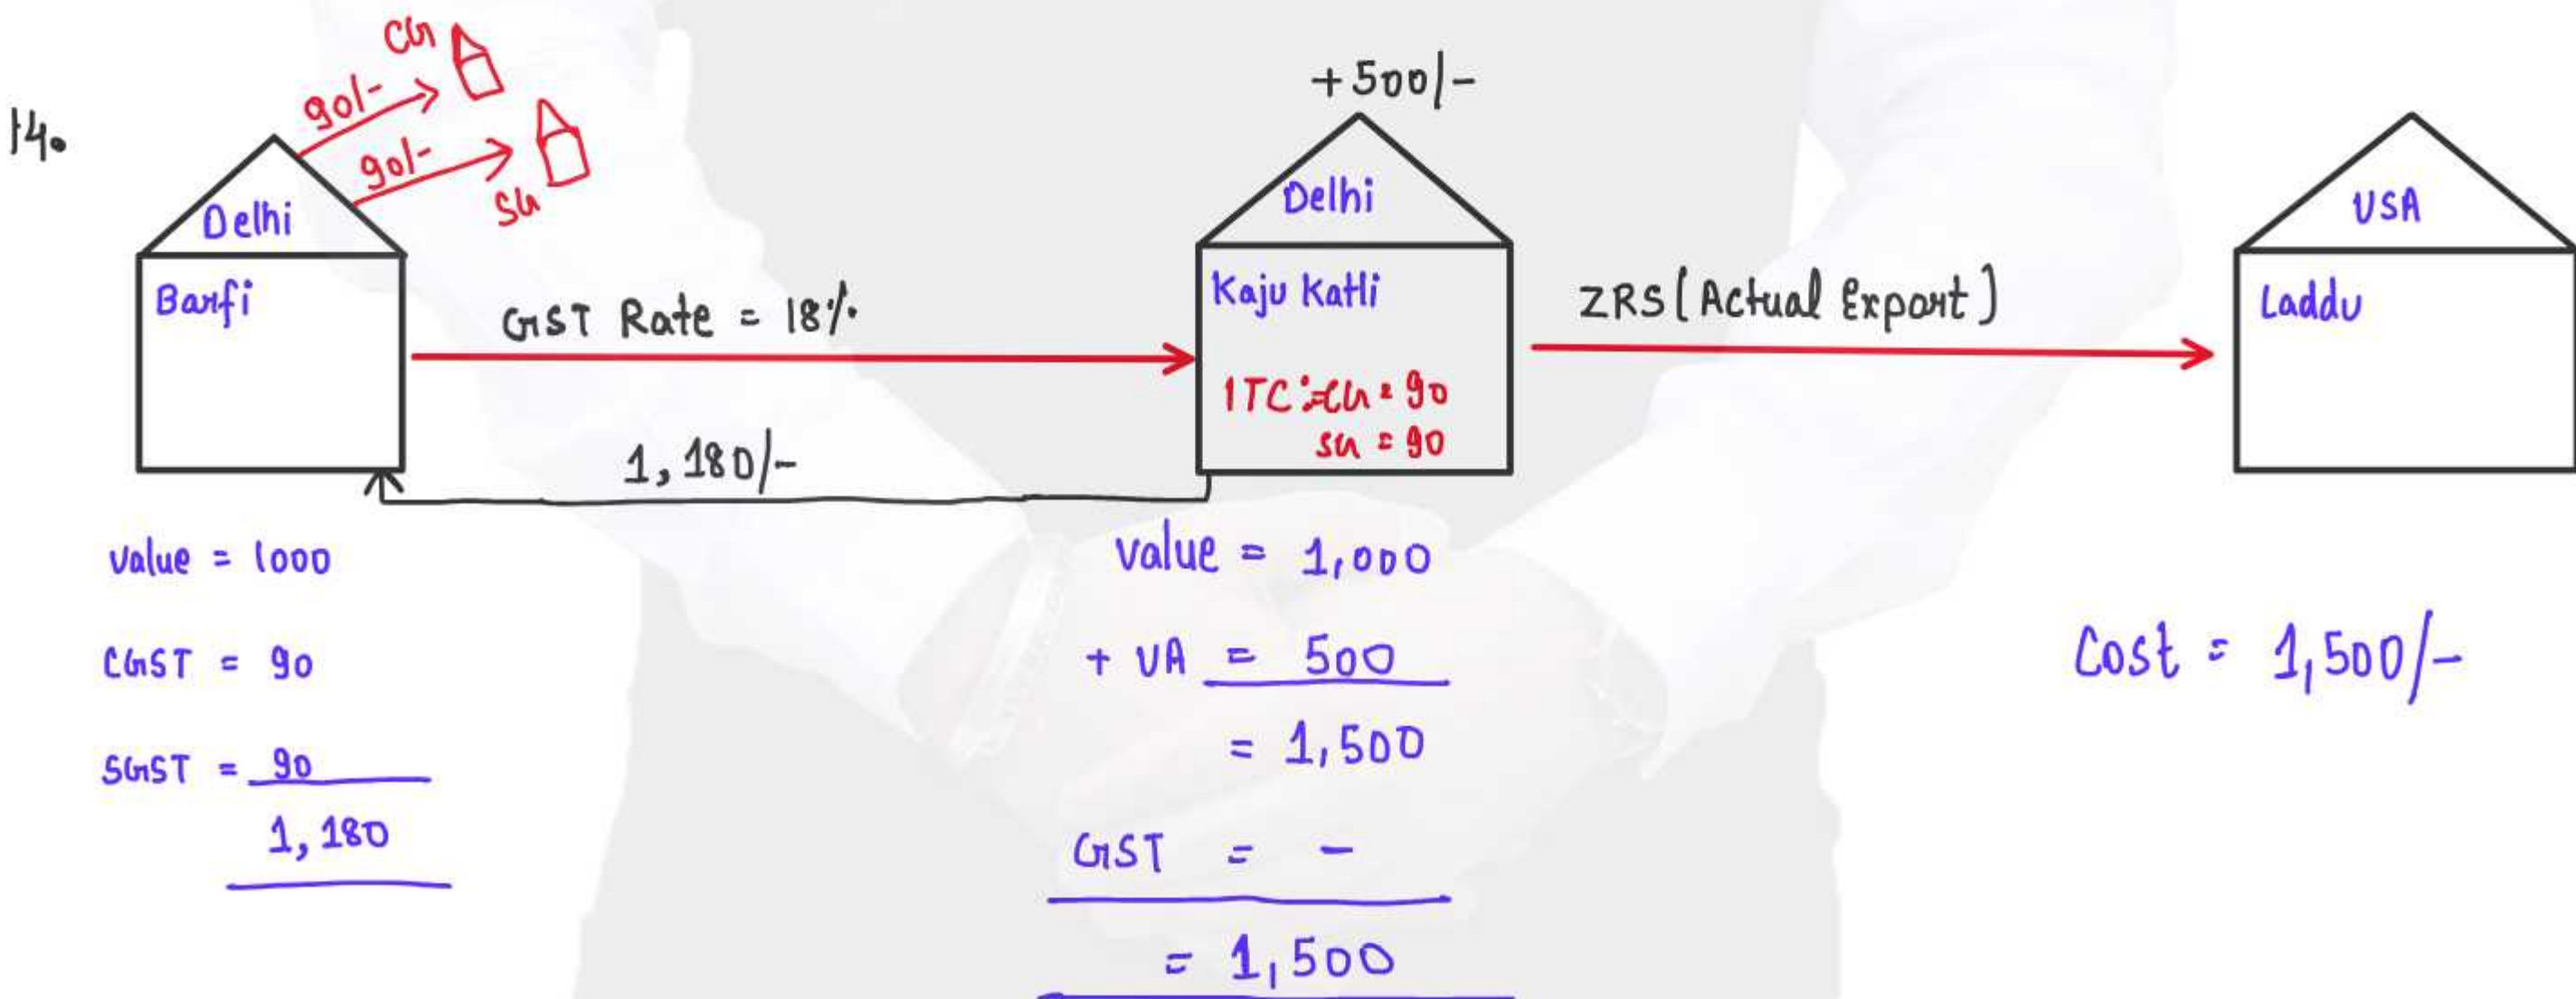 14.
CG
90/-
90/-
SG
Delhi
Barfi
GST Rate = 18%
1,180/-
Value = 1000
CGST = 90
SGST = 90
1,180
+500/-
Delhi
Kaju Katli
ITC:-CG = 90
SG = 90
Value = 1,000
+ VA = 500
= 1,500
GST = -
= 1,500
ZRS (Actual Export)
USA
Laddu
Cost = 1,500/-